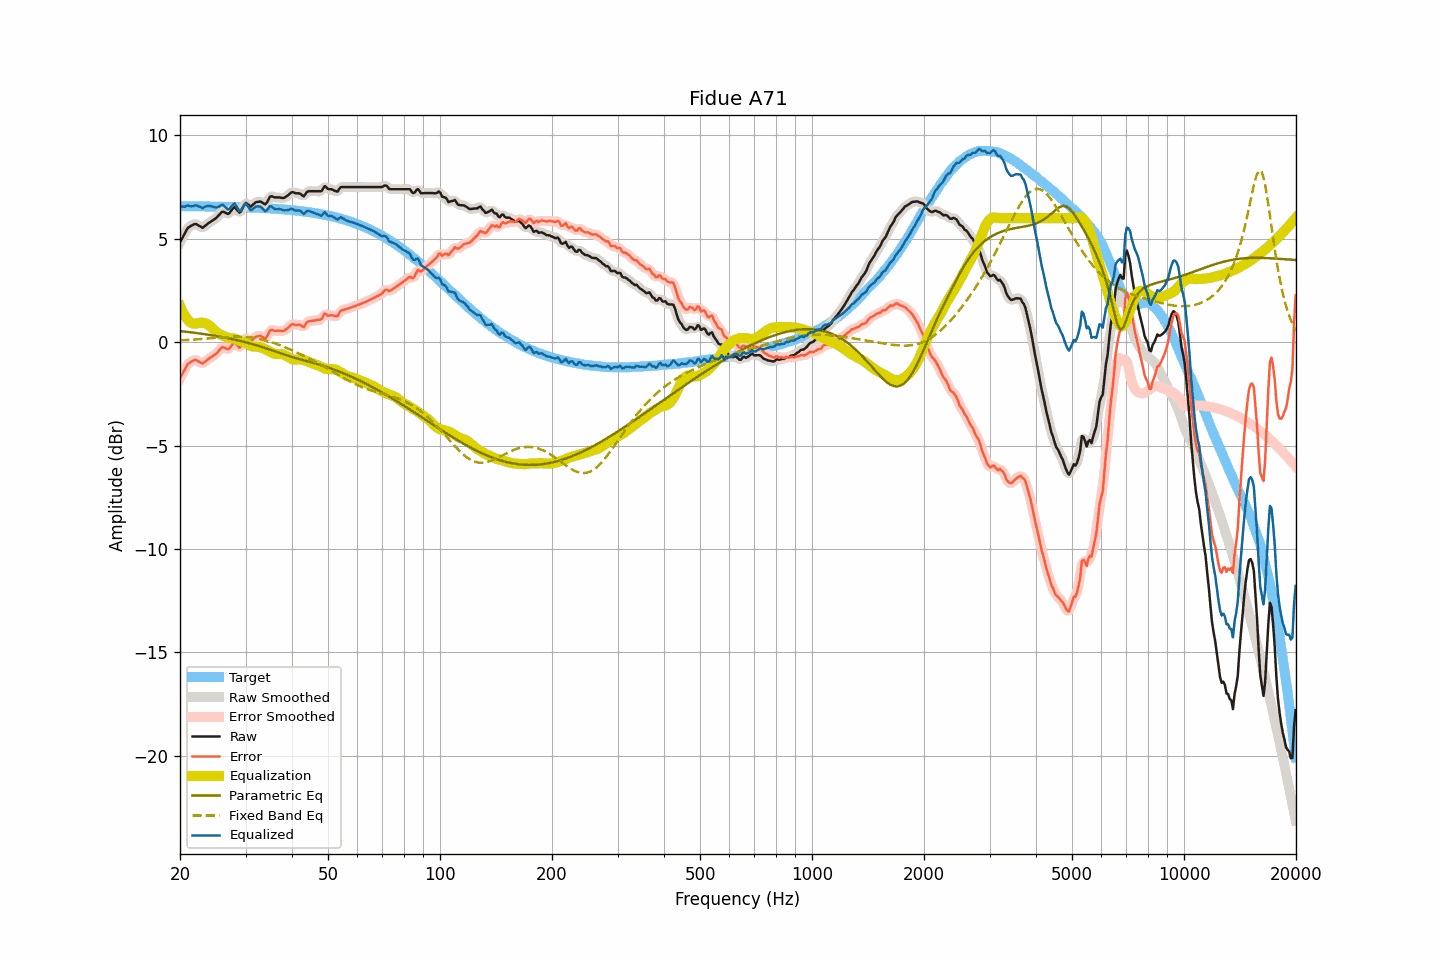 Fidue A71
10
5
0
−5
−10
−15
−20
Amplitude (dBr)
Target
Raw Smoothed
Error Smoothed
Raw
Error
Equalization
Parametric Eq
Fixed Band Eq
Equalized
20 50 100 200 500 1000 2000 5000 10000 20000
Frequency (Hz)